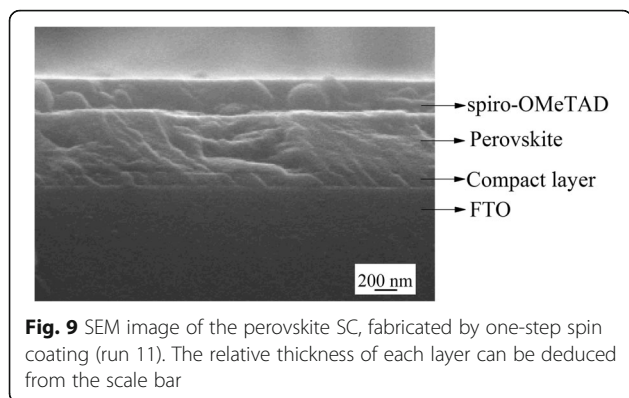 spiro-OMeTAD
Perovskite
Compact layer
FTO
200 nm
Fig. 9 SEM image of the perovskite SC, fabricated by one-step spin
coating (run 11). The relative thickness of each layer can be deduced
from the scale bar